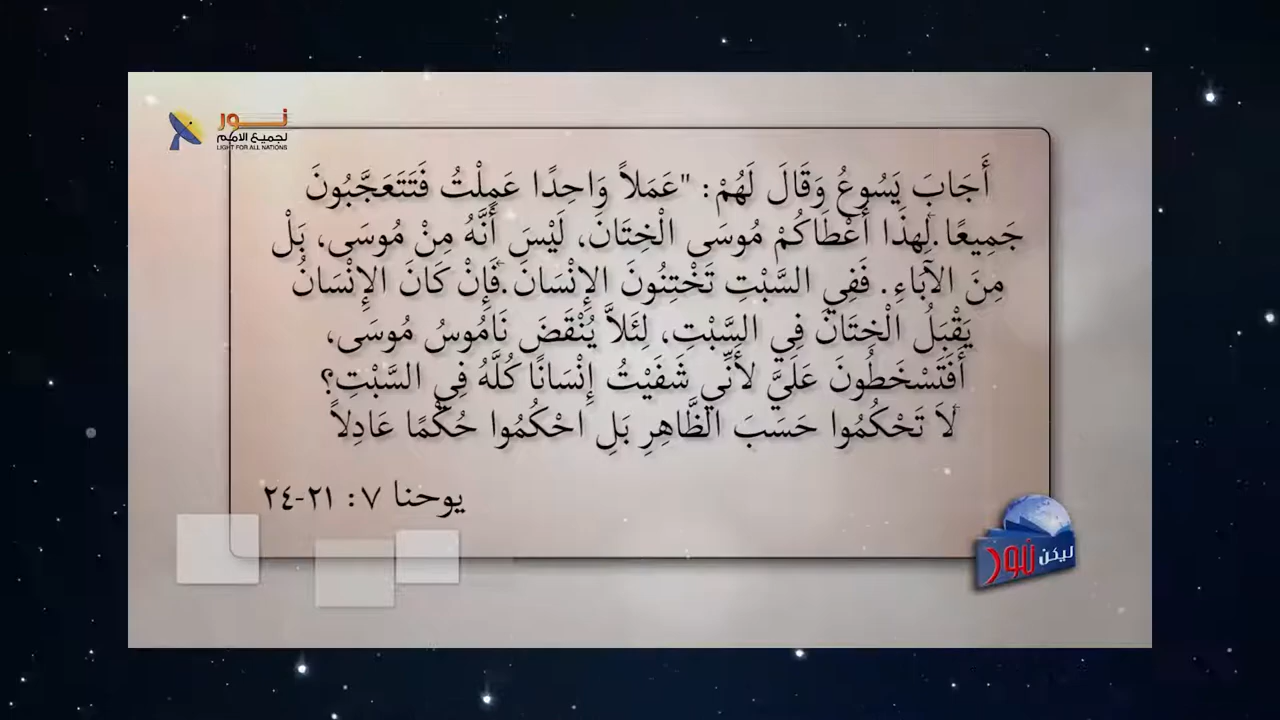 نور
لجميع الامم
LIGHT FOR ALL NATIONS
أَجَابَ يَسُوعُ وَقَالَ لَهُمْ: "عَمَلاً وَاحِدًا عَمِلْتُ فَتَتَعَجَّبُونَ
جَمِيعًا.لِهذَا أَعْطَاكُمْ مُوسَى الْخِتَانَ، لَيْسَ أَنَّهُ مِنْ مُوسَى، بَلْ
مِنَ الآبَاءِ. فَفِي السَّبْتِ تَخْتِنُونَ الإِنْسَانَ.فَإِنْ كَانَ الإِنْسَانُ
يَقْبَلُ الْخِتَانَ فِي السَّبْتِ، لِئَلاَّ يُنْقَضَ نَامُوسُ مُوسَى،
أَفَتَسْخَطُونَ عَلَيَّ لأَنِّي شَفَيْتُ إِنْسَانًا كُلَّهُ فِي السَّبْتِ؟
لاَ تَحْكُمُوا حَسَبَ الظَّاهِرِ بَلِ احْكُمُوا حُكْمًا عَادِلاً
يوحنا ٧: ٢١-٢٤
ليكن نور